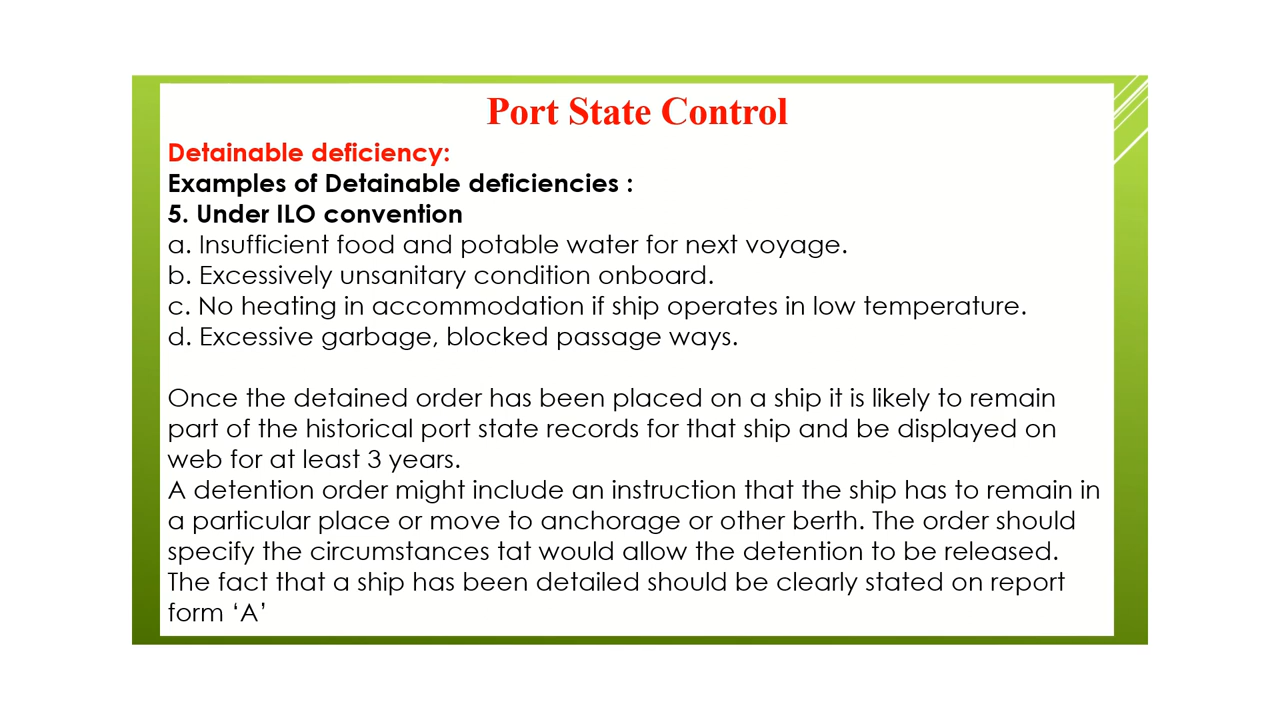 Port State Control
Detainable deficiency:
Examples of Detainable deficiencies :
5. Under ILO convention
a. Insufficient food and potable water for next voyage.
b. Excessively unsanitary condition onboard.
c. No heating in accommodation if ship operates in low temperature.
d. Excessive garbage, blocked passage ways.
Once the detained order has been placed on a ship it is likely to remain
part of the historical port state records for that ship and be displayed on
web for at least 3 years.
A detention order might include an instruction that the ship has to remain in
a particular place or move to anchorage or other berth. The order should
specify the circumstances tat would allow the detention to be released.
The fact that a ship has been detailed should be clearly stated on report
form ‘A’